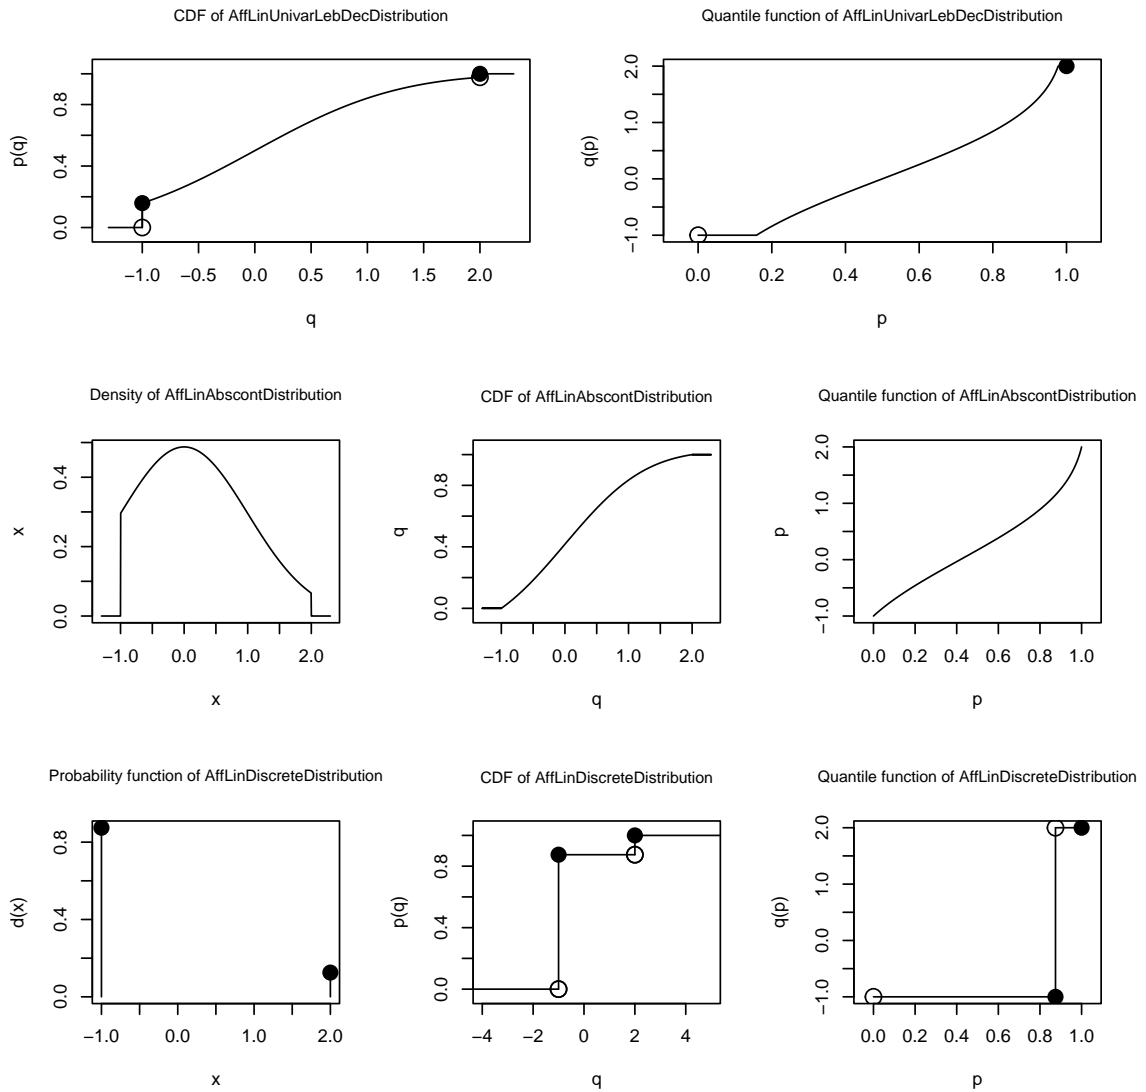 CDF of AffLinUnivarLebDecDistribution
p(q)
0.0 0.4 0.8
−1.0 −0.5 0.0 0.5 1.0 1.5 2.0
q
Quantile function of AffLinUnivarLebDecDistribution
q(p)
−1.0 0.0 1.0 2.0
0.0 0.2 0.4 0.6 0.8 1.0
p
Density of AffLinAbscontDistribution
x
0.0 0.2 0.4
−1.0 0.0 1.0 2.0
x
CDF of AffLinAbscontDistribution
q
0.0 0.4 0.8
−1.0 0.0 1.0 2.0
q
Quantile function of AffLinAbscontDistribution
p
−1.0 0.0 1.0 2.0
0.0 0.2 0.4 0.6 0.8 1.0
p
Probability function of AffLinDiscreteDistribution
d(x)
0.0 0.4 0.8
−1.0 0.0 1.0 2.0
x
CDF of AffLinDiscreteDistribution
p(q)
0.0 0.4 0.8
−4 −2 0 2 4
q
Quantile function of AffLinDiscreteDistribution
q(p)
−1.0 0.0 1.0 2.0
0.0 0.2 0.4 0.6 0.8 1.0
p